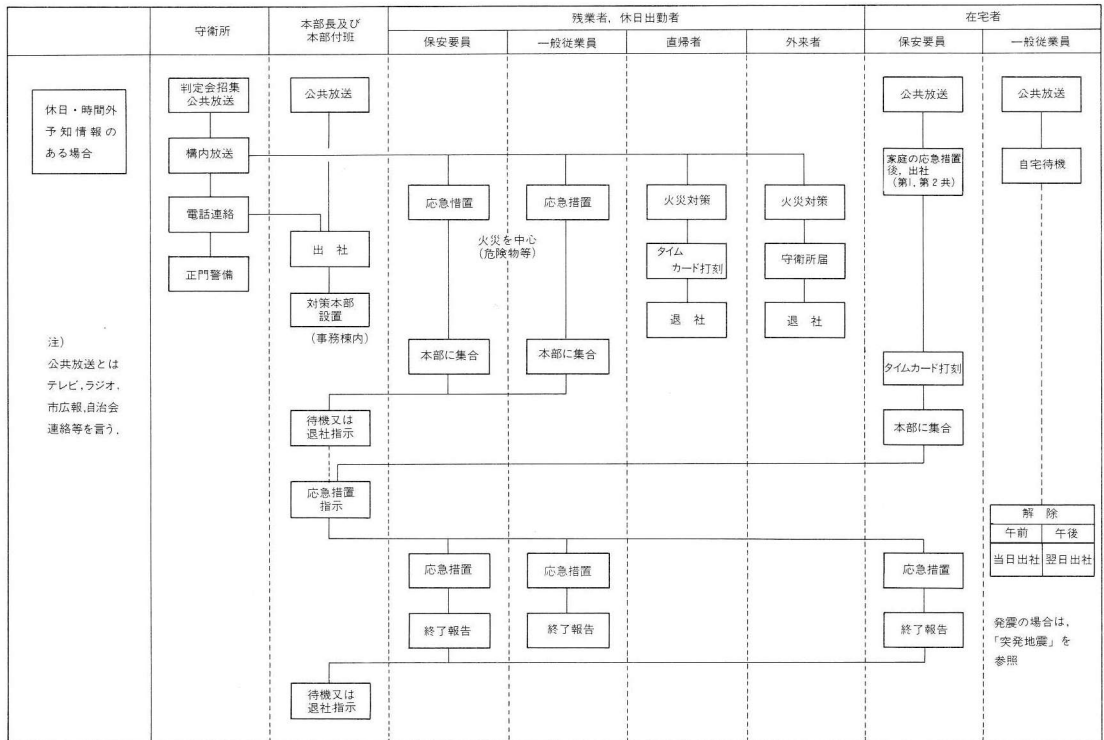 守衛所
本部長及び
本部付班
残業者，休日出勤者
在宅者
保安要員
一般従業員
直帰者
外来者
保安要員
一般従業員
休日・時間外
予知情報の
ある場合
判定会招集
公共放送
公共放送
公共放送
公共放送
構内放送
家庭の応急措置
後，出社
(第1，第2共)
自宅待機
電話連絡
応急措置
応急措置
火災対策
火災対策
火災を中心
(危険物等)
出社
タイム
カード打刻
守衛所届
正門警備
対策本部
設置
(事務棟内)
退社
退社
注)
公共放送とは
テレビ，ラジオ，
市広報，自治会
連絡等を言う．
本部に集合
本部に集合
タイムカード打刻
待機又は
退社指示
本部に集合
応急措置
指示
解除
午前 午後
当日出社 翌日出社
応急措置
応急措置
応急措置
終了報告
終了報告
終了報告
発震の場合は，
「突発地震」を
参照
待機又は
退社指示